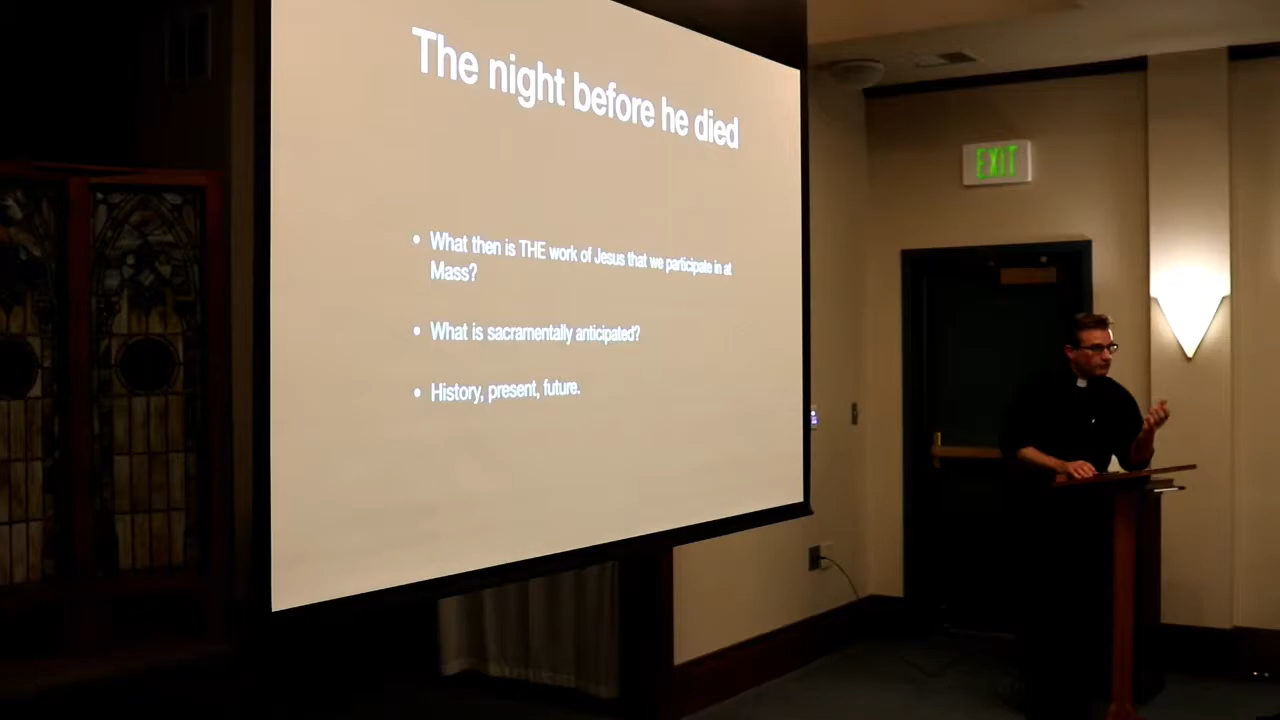 The night before he died
• What then is THE work of Jesus that we participate in at
Mass?
• What is sacramentally anticipated?
• History, present, future.
EXIT